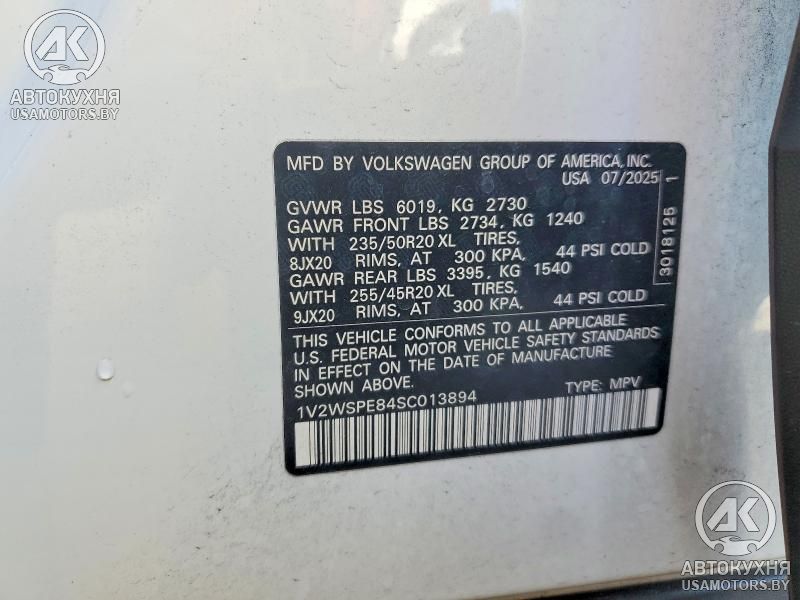 AK
АВТОКУХНЯ
USAMOTORS.BY
MFD BY VOLKSWAGEN GROUP OF AMERICA, INC.
USA 07/2025
GVWR LBS 6019, KG 2730
GAWR FRONT LBS 2734, KG 1240
WITH 235/50R20 XL TIRES,
8JX20 RIMS, AT 300 KPA, 44 PSI COLD
GAWR REAR LBS 3395, KG 1540
WITH 255/45R20 XL TIRES,
9JX20 RIMS, AT 300 KPA, 44 PSI COLD
THIS VEHICLE CONFORMS TO ALL APPLICABLE
U.S. FEDERAL MOTOR VEHICLE SAFETY STANDARDS
IN EFFECT ON THE DATE OF MANUFACTURE
SHOWN ABOVE.
1V2WSPE84SC013894 TYPE: MPV
3018125 1
AK
АВТОКУХНЯ
USAMOTORS.BY